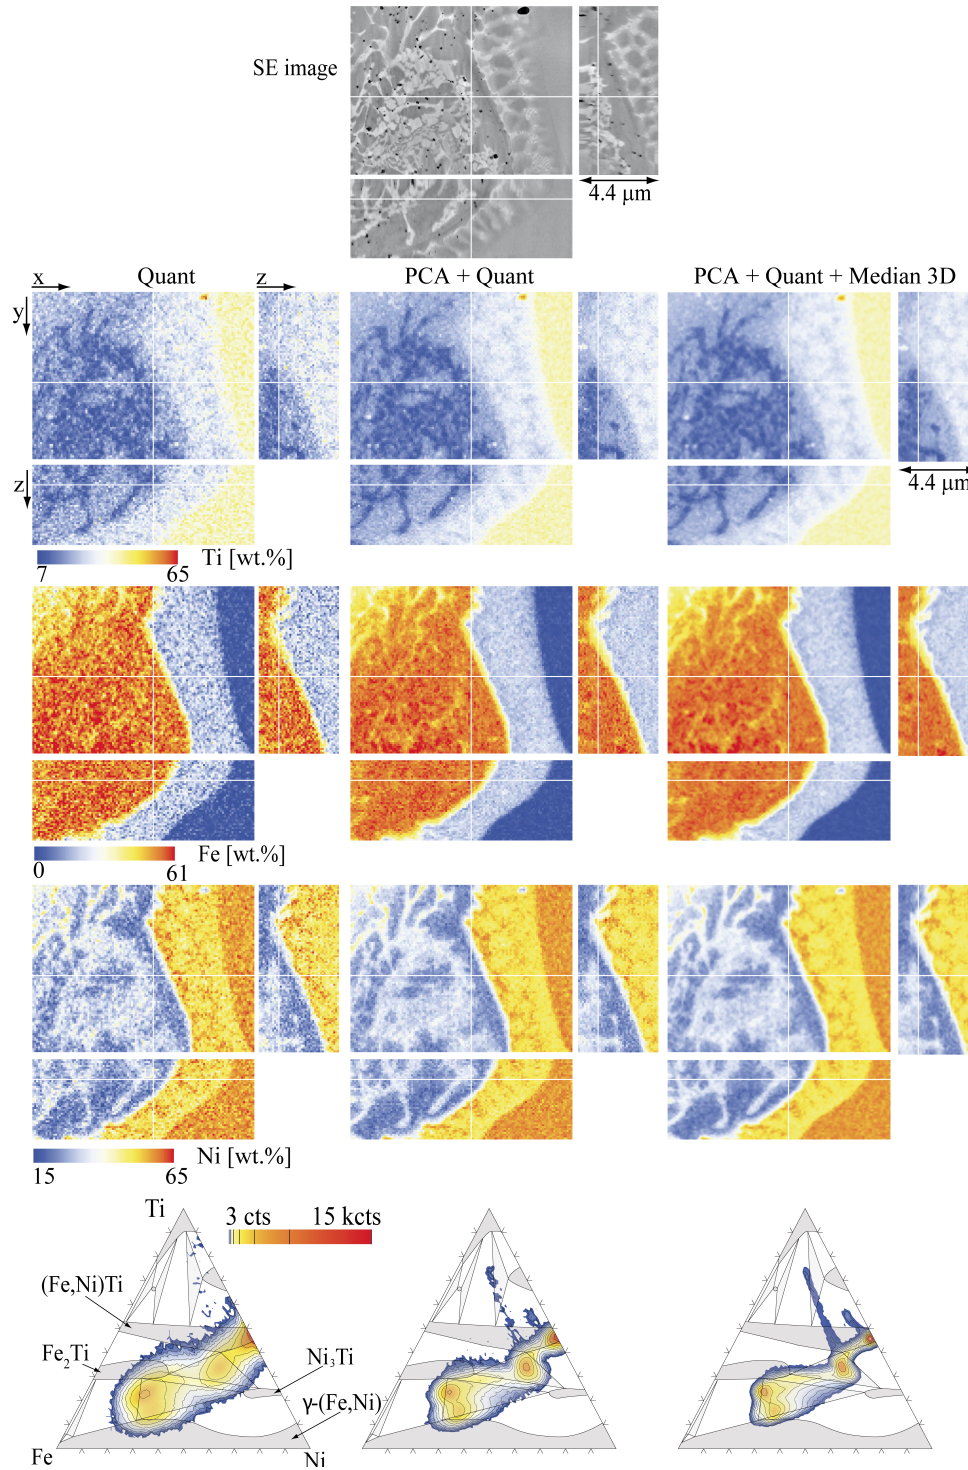 SE image
4.4 μm
x
Quant
z
PCA + Quant
PCA + Quant + Median 3D
y
z
4.4 μm
7
65
Ti [wt.%]
0
61
Fe [wt.%]
15
65
Ni [wt.%]
Ti
3 cts
15 kcts
(Fe,Ni)Ti
Fe₂Ti
Ni₃Ti
γ-(Fe,Ni)
Fe
Ni